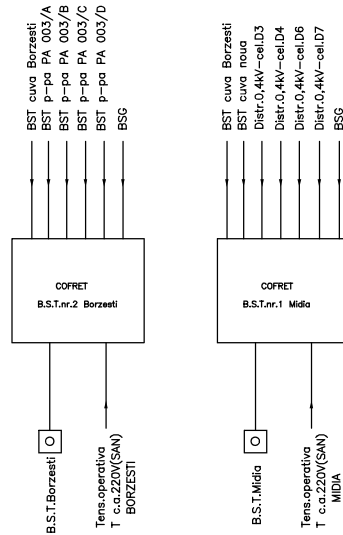 BST cuva Borzesti
BST p-pa PA 003/A
BST p-pa PA 003/B
BST p-pa PA 003/C
BST p-pa PA 003/D
BSG
COFRET
B.S.T.nr.2 Borzesti
B.S.T.Borzesti
Tens.operativa
T c.a.220V(SAN)
BORZESTI
BST cuva Borzesti
BST cuva noua
Distr.0,4kV-cel.D3
Distr.0,4kV-cel.D4
Distr.0,4kV-cel.D6
Distr.0,4kV-cel.D7
BSG
COFRET
B.S.T.nr.1 Midia
B.S.T.Midia
Tens.operativa
T c.a.220V(SAN)
MIDIA